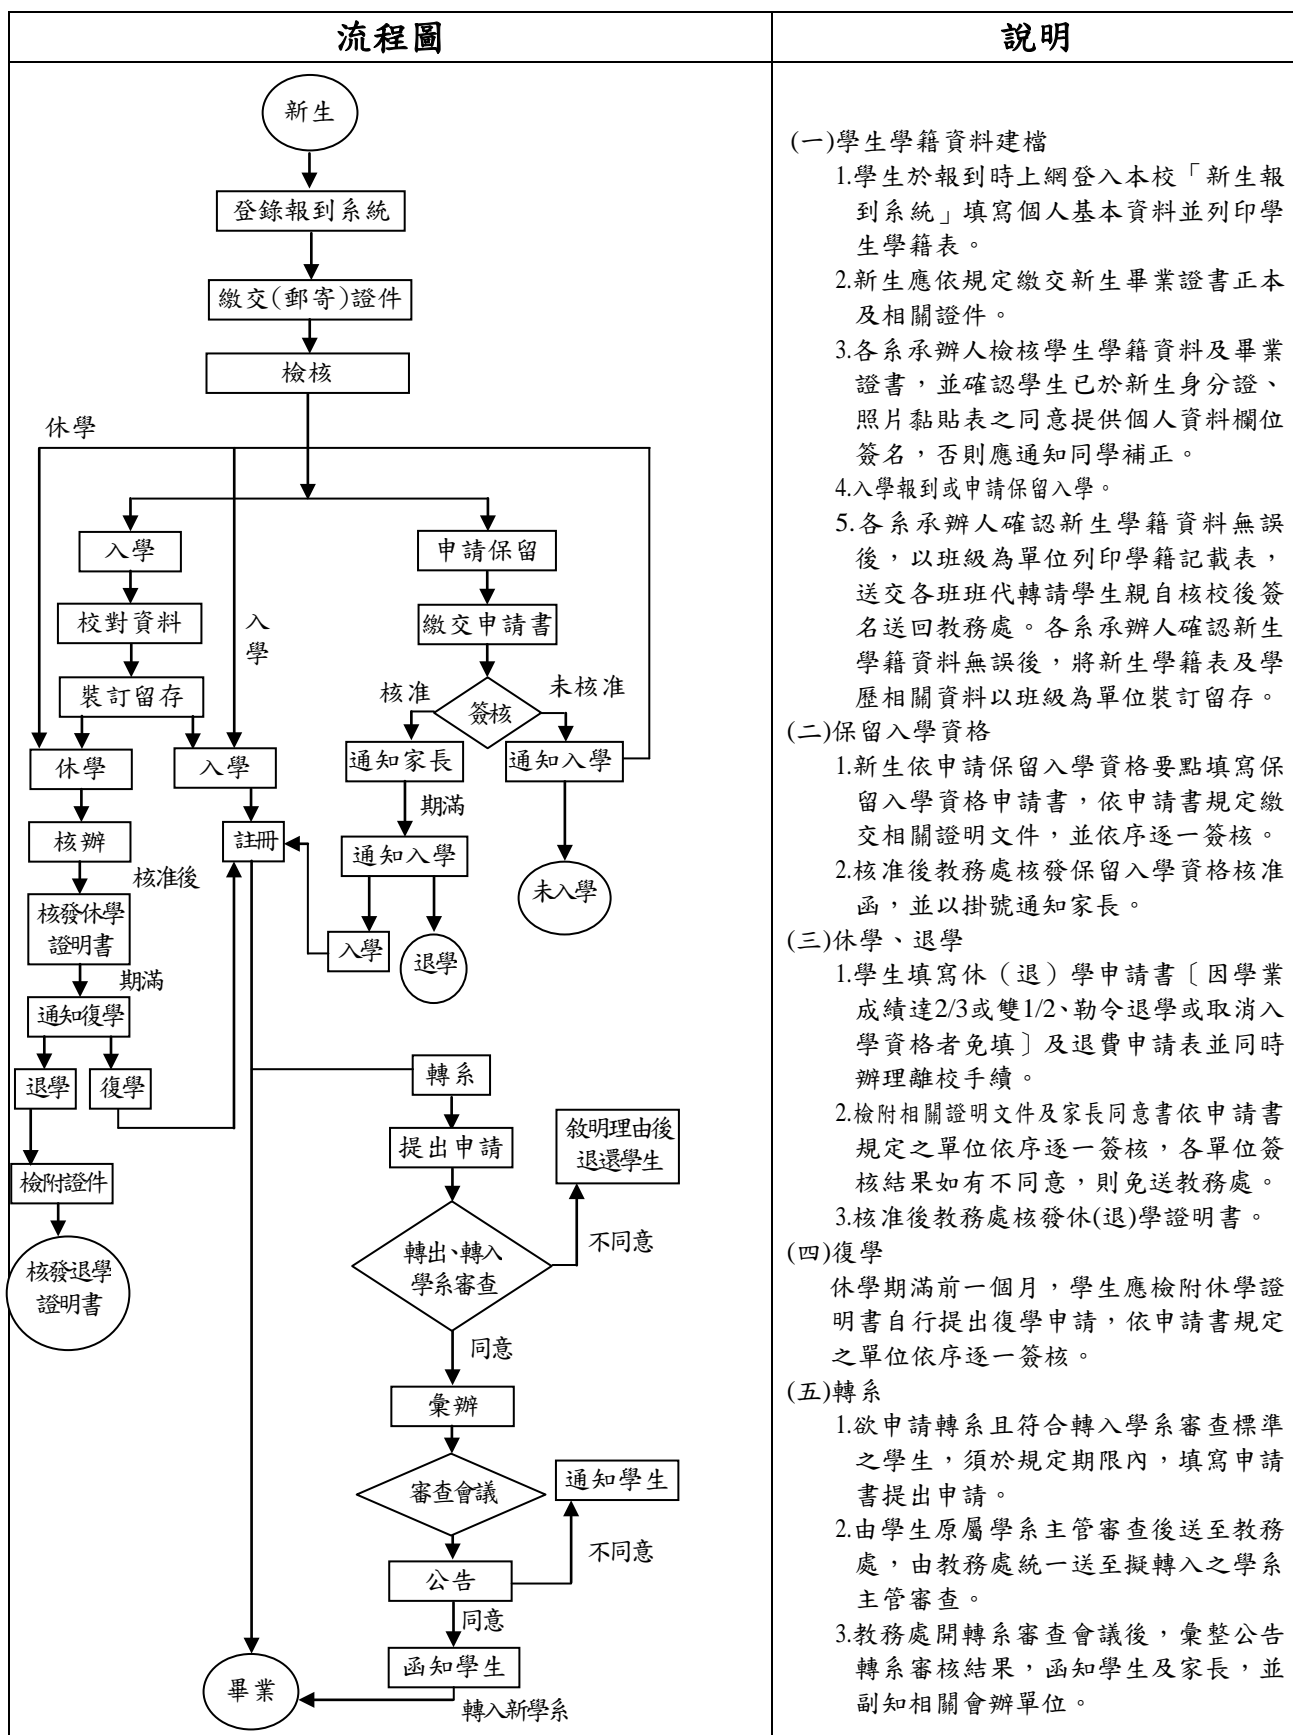 流程圖
說明
新生
登錄報到系統
繳交(郵寄)證件
檢核
休學
入學
申請保留
校對資料
入
學
繳交申請書
裝訂留存
核准
未核准
簽核
休學
入學
通知家長
通知入學
期滿
核辦
註冊
通知入學
核准後
未入學
核發休學
證明書
入學
退學
期滿
通知復學
退學
復學
轉系
提出申請
敘明理由後
退還學生
檢附證件
不同意
轉出、轉入
學系審查
核發退學
證明書
同意
彙辦
審查會議
通知學生
不同意
公告
同意
函知學生
畢業
轉入新學系
(一)學生學籍資料建檔
1.學生於報到時上網登入本校「新生報
到系統」填寫個人基本資料並列印學
生學籍表。
2.新生應依規定繳交新生畢業證書正本
及相關證件。
3.各系承辦人檢核學生學籍資料及畢業
證書，並確認學生已於新生身分證、
照片黏貼表之同意提供個人資料欄位
簽名，否則應通知同學補正。
4.入學報到或申請保留入學。
5.各系承辦人確認新生學籍資料無誤
後，以班級為單位列印學籍記載表，
送交各班班代轉請學生親自核校後簽
名送回教務處。各系承辦人確認新生
學籍資料無誤後，將新生學籍表及學
歷相關資料以班級為單位裝訂留存。
(二)保留入學資格
1.新生依申請保留入學資格要點填寫保
留入學資格申請書，依申請書規定繳
交相關證明文件，並依序逐一簽核。
2.核准後教務處核發保留入學資格核准
函，並以掛號通知家長。
(三)休學、退學
1.學生填寫休（退）學申請書〔因學業
成績達2/3或雙1/2、勒令退學或取消入
學資格者免填〕及退費申請表並同時
辦理離校手續。
2.檢附相關證明文件及家長同意書依申請書
規定之單位依序逐一簽核，各單位簽
核結果如有不同意，則免送教務處。
3.核准後教務處核發休(退)學證明書。
(四)復學
休學期滿前一個月，學生應檢附休學證
明書自行提出復學申請，依申請書規定
之單位依序逐一簽核。
(五)轉系
1.欲申請轉系且符合轉入學系審查標準
之學生，須於規定期限內，填寫申請
書提出申請。
2.由學生原屬學系主管審查後送至教務
處，由教務處統一送至擬轉入之學系
主管審查。
3.教務處開轉系審查會議後，彙整公告
轉系審核結果，函知學生及家長，並
副知相關會辦單位。